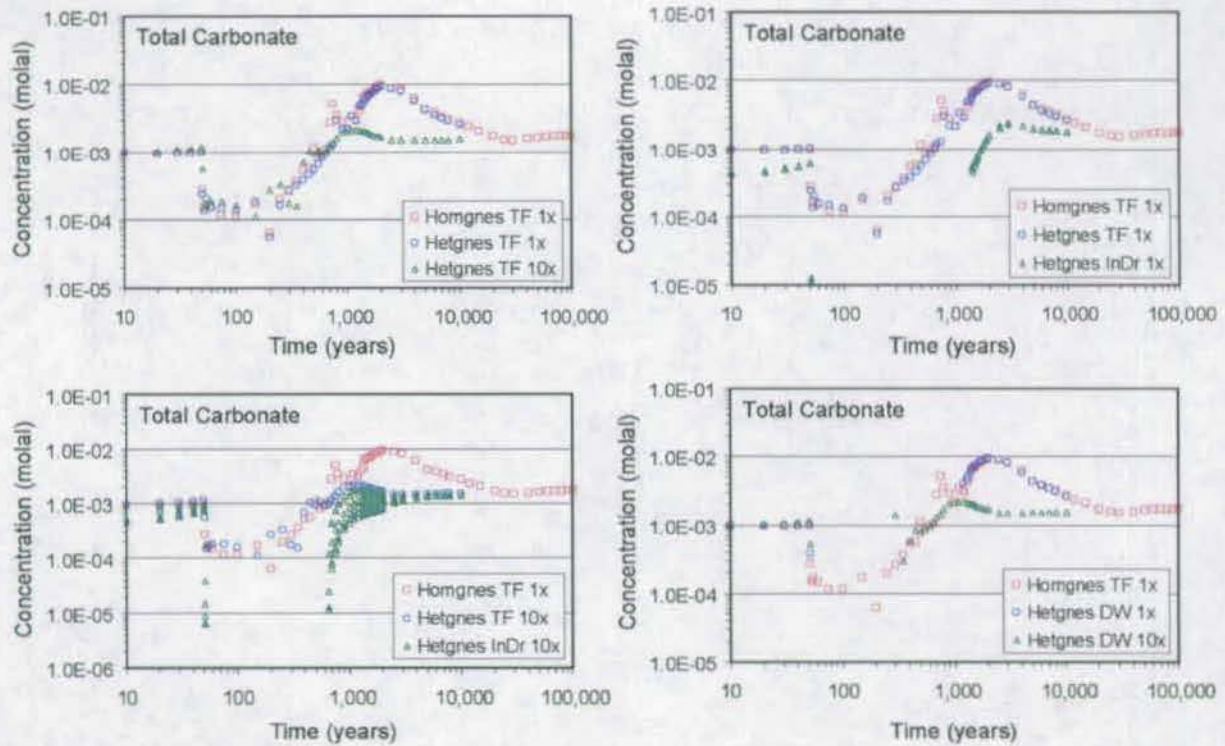 Total Carbonate
Concentration (molal)
1.0E-01
1.0E-02
1.0E-03
1.0E-04
1.0E-05
Homgnes TF 1x
Hetgnes TF 1x
Hetgnes TF 10x
10 100 1,000 10,000 100,000
Time (years)
Total Carbonate
Concentration (molal)
1.0E-01
1.0E-02
1.0E-03
1.0E-04
1.0E-05
Homgnes TF 1x
Hetgnes TF 1x
Hetgnes InDr 1x
10 100 1,000 10,000 100,000
Time (years)
Total Carbonate
Concentration (molal)
1.0E-01
1.0E-02
1.0E-03
1.0E-04
1.0E-05
1.0E-06
Homgnes TF 1x
Hetgnes TF 10x
Hetgnes InDr 10x
10 100 1,000 10,000 100,000
Time (years)
Total Carbonate
Concentration (molal)
1.0E-01
1.0E-02
1.0E-03
1.0E-04
1.0E-05
Homgnes TF 1x
Hetgnes DW 1x
Hetgnes DW 10x
10 100 1,000 10,000 100,000
Time (years)